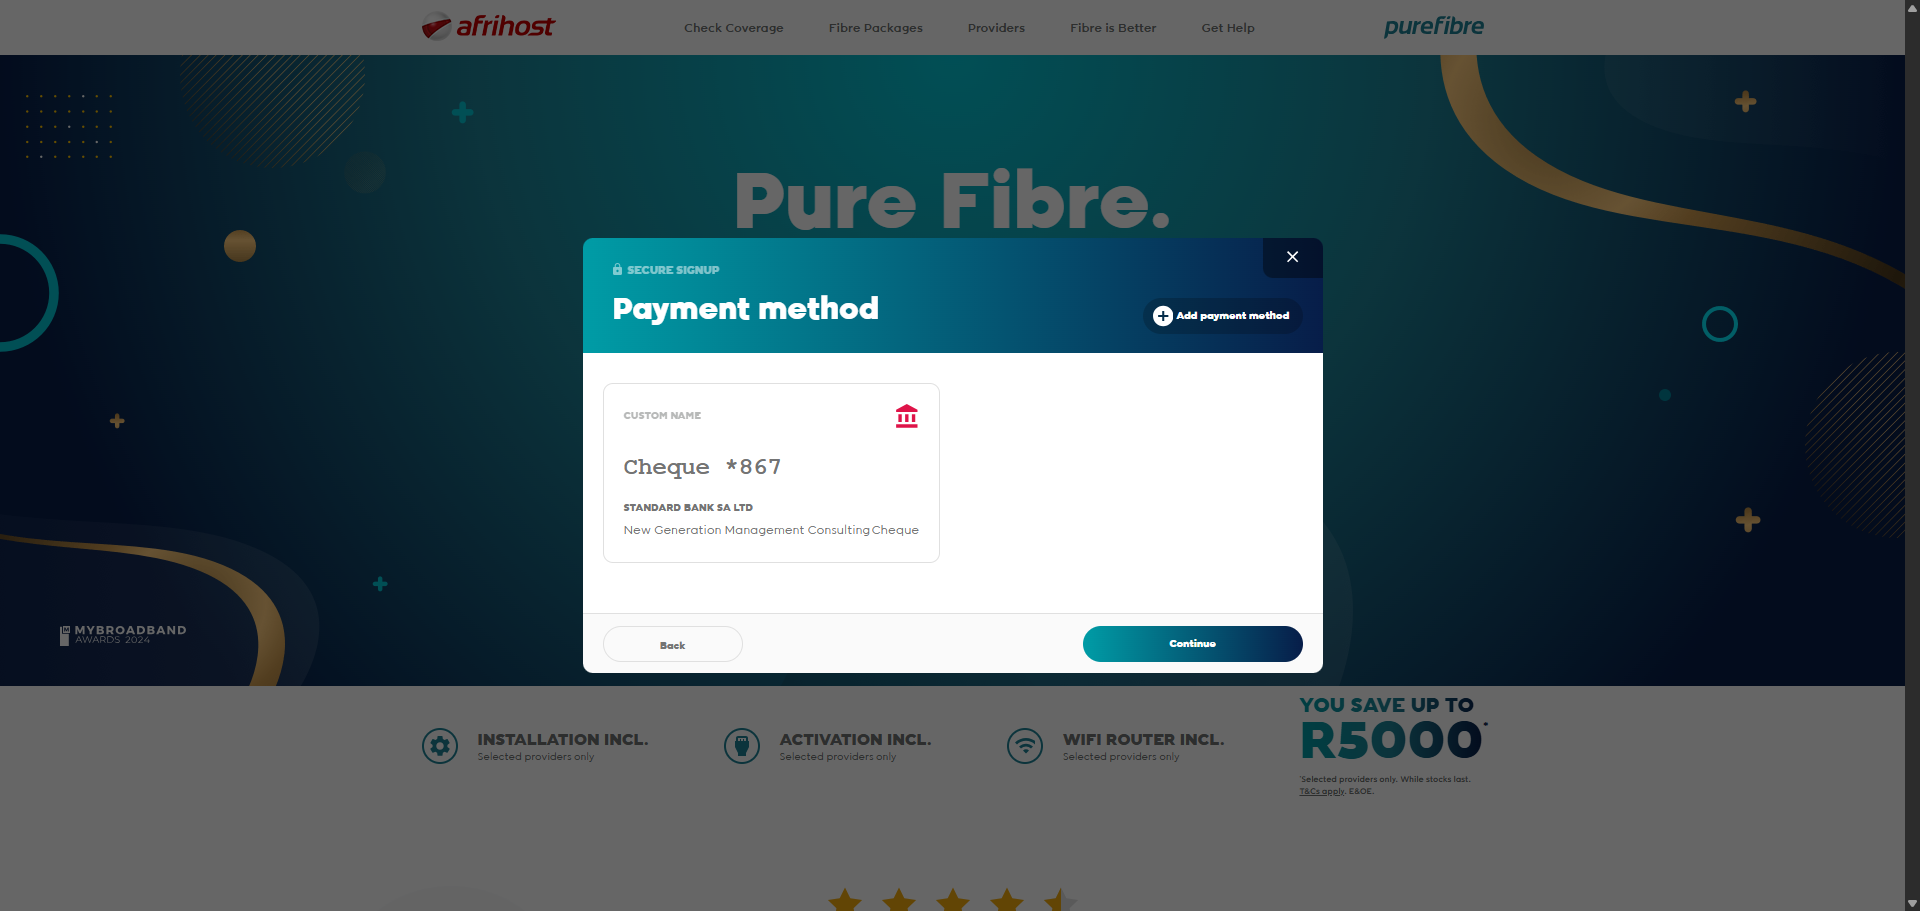 afrihost
Check Coverage
Fibre Packages
Providers
Fibre is Better
Get Help
purefibre
Pure Fibre.
SECURE SIGNUP
Payment method
Add payment method
CUSTOM NAME
Cheque *867
STANDARD BANK SA LTD
New Generation Management Consulting Cheque
Back
Continue
MYBROADBAND
AWARDS 2024
INSTALLATION INCL.
Selected providers only
ACTIVATION INCL.
Selected providers only
WIFI ROUTER INCL.
Selected providers only
YOU SAVE UP TO
R5000*
*Selected providers only. While stocks last.
T&Cs apply. E&OE.